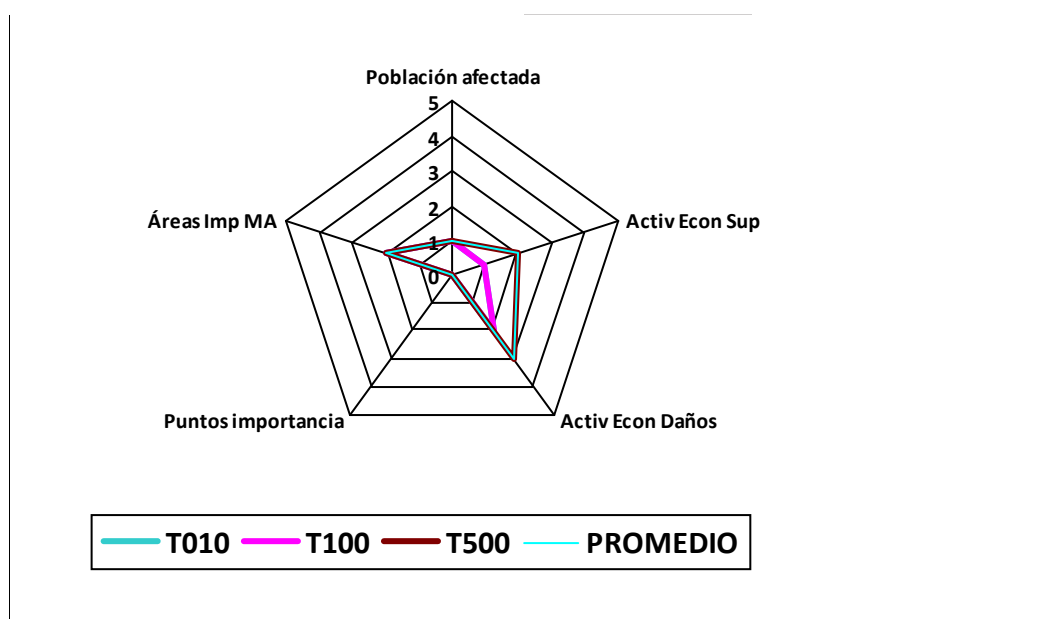 Población afectada
5
4
3
2
1
0
Áreas Imp MA
Activ Econ Sup
Puntos importancia
Activ Econ Daños
T010 T100 T500 PROMEDIO